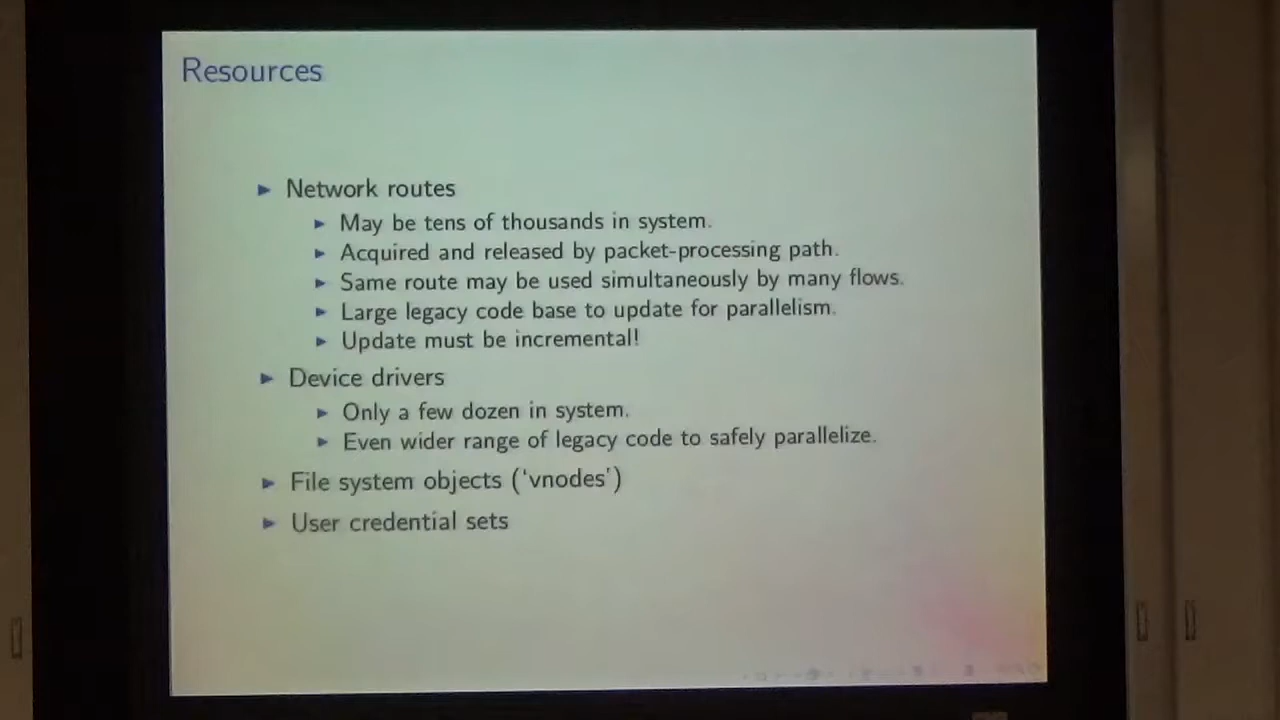 Resources
Network routes
May be tens of thousands in system.
Acquired and released by packet-processing path.
Same route may be used simultaneously by many flows.
Large legacy code base to update for parallelism.
Update must be incremental!
Device drivers
Only a few dozen in system.
Even wider range of legacy code to safely parallelize.
File system objects (‘vnodes’)
User credential sets